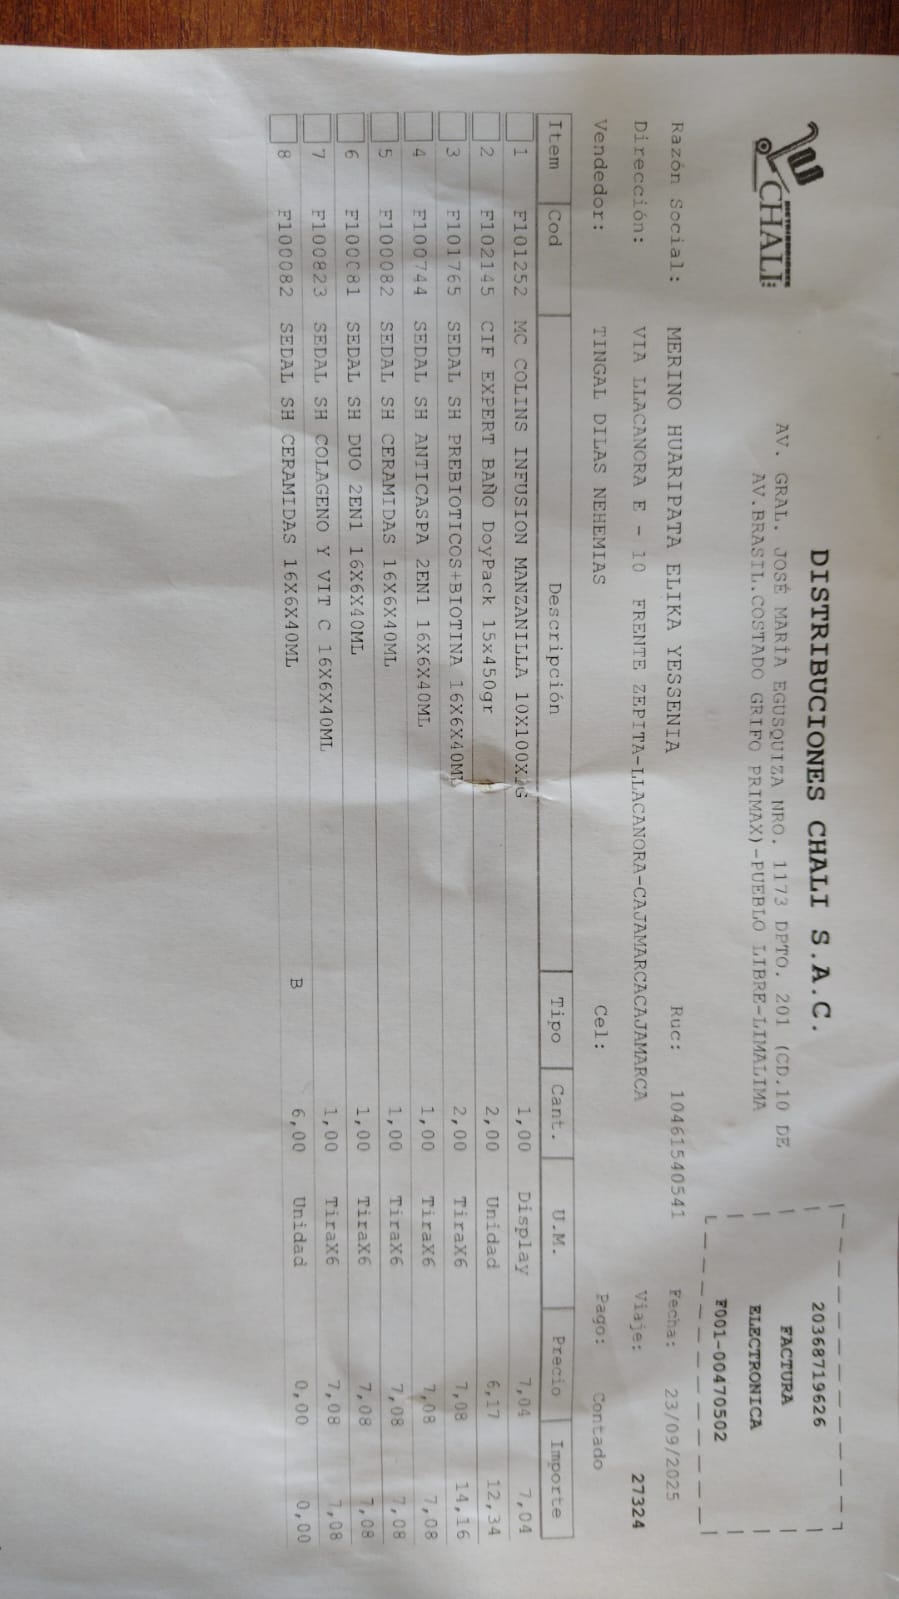 DISTRIBUCIONES
CHALI
DISTRIBUCIONES CHALI S.A.C.
AV. GRAL. JOSÉ MARÍA EGUSQUIZA NRO. 1173 DPTO. 201 (CD.10 DE
AV.BRASIL.COSTADO GRIFO PRIMAX)-PUEBLO LIBRE-LIMALIMA
20368719626
FACTURA
ELECTRONICA
F001-00470502
Razón Social: MERINO HUARIPATA ELIKA YESSENIA Ruc: 10461540541 Fecha: 23/09/2025
Dirección: VIA LLACANORA E - 10 FRENTE ZEPITA-LLACANORA-CAJAMARCACAJAMARCA Viaje: 27324
Vendedor: TINGAL DILAS NEHEMIAS Cel: Pago: Contado
Item Cod Descripción Tipo Cant. U.M. Precio Importe
1 F101252 MC COLINS INFUSION MANZANILLA 1,00 Display 7,04 7,04
2 F102145 CIF EXPERT BAÑO DoyPack 15x450gr 2,00 Unidad 6,17 12,34
3 F101765 SEDAL SH PREBIOTICOS+BIOTINA 16X6X40ML 2,00 TiraX6 7,08 14,16
4 F100744 SEDAL SH ANTICASPA 2EN1 16X6X40ML 1,00 TiraX6 7,08 7,08
5 F100082 SEDAL SH CERAMIDAS 16X6X40ML 1,00 TiraX6 7,08 7,08
6 F100081 SEDAL SH DUO 2EN1 16X6X40ML 1,00 TiraX6 7,08 7,08
7 F100823 SEDAL SH COLAGENO Y VIT C 16X6X40ML 1,00 TiraX6 7,08 7,08
8 F100082 SEDAL SH CERAMIDAS 16X6X40ML B 6,00 Unidad 0,00 0,00